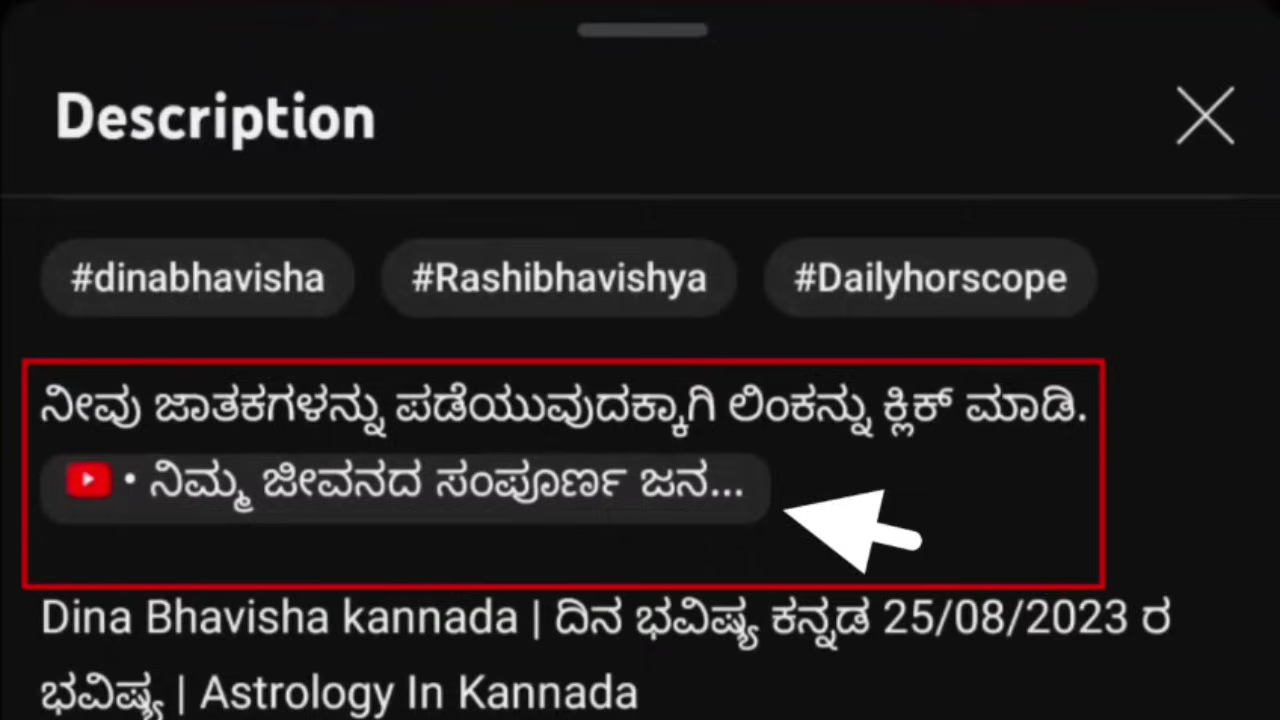 Description
#dinabhavisha #Rashibhavishya #Dailyhorscope
ನೀವು ಜಾತಕಗಳನ್ನು ಪಡೆಯುವುದಕ್ಕಾಗಿ ಲಿಂಕನ್ನು ಕ್ಲಿಕ್ ಮಾಡಿ.
• ನಿಮ್ಮ ಜೀವನದ ಸಂಪೂರ್ಣ ಜನ...
Dina Bhavisha kannada | ದಿನ ಭವಿಷ್ಯ ಕನ್ನಡ 25/08/2023 ರ
ಭವಿಷ್ಯ | Astrology In Kannada